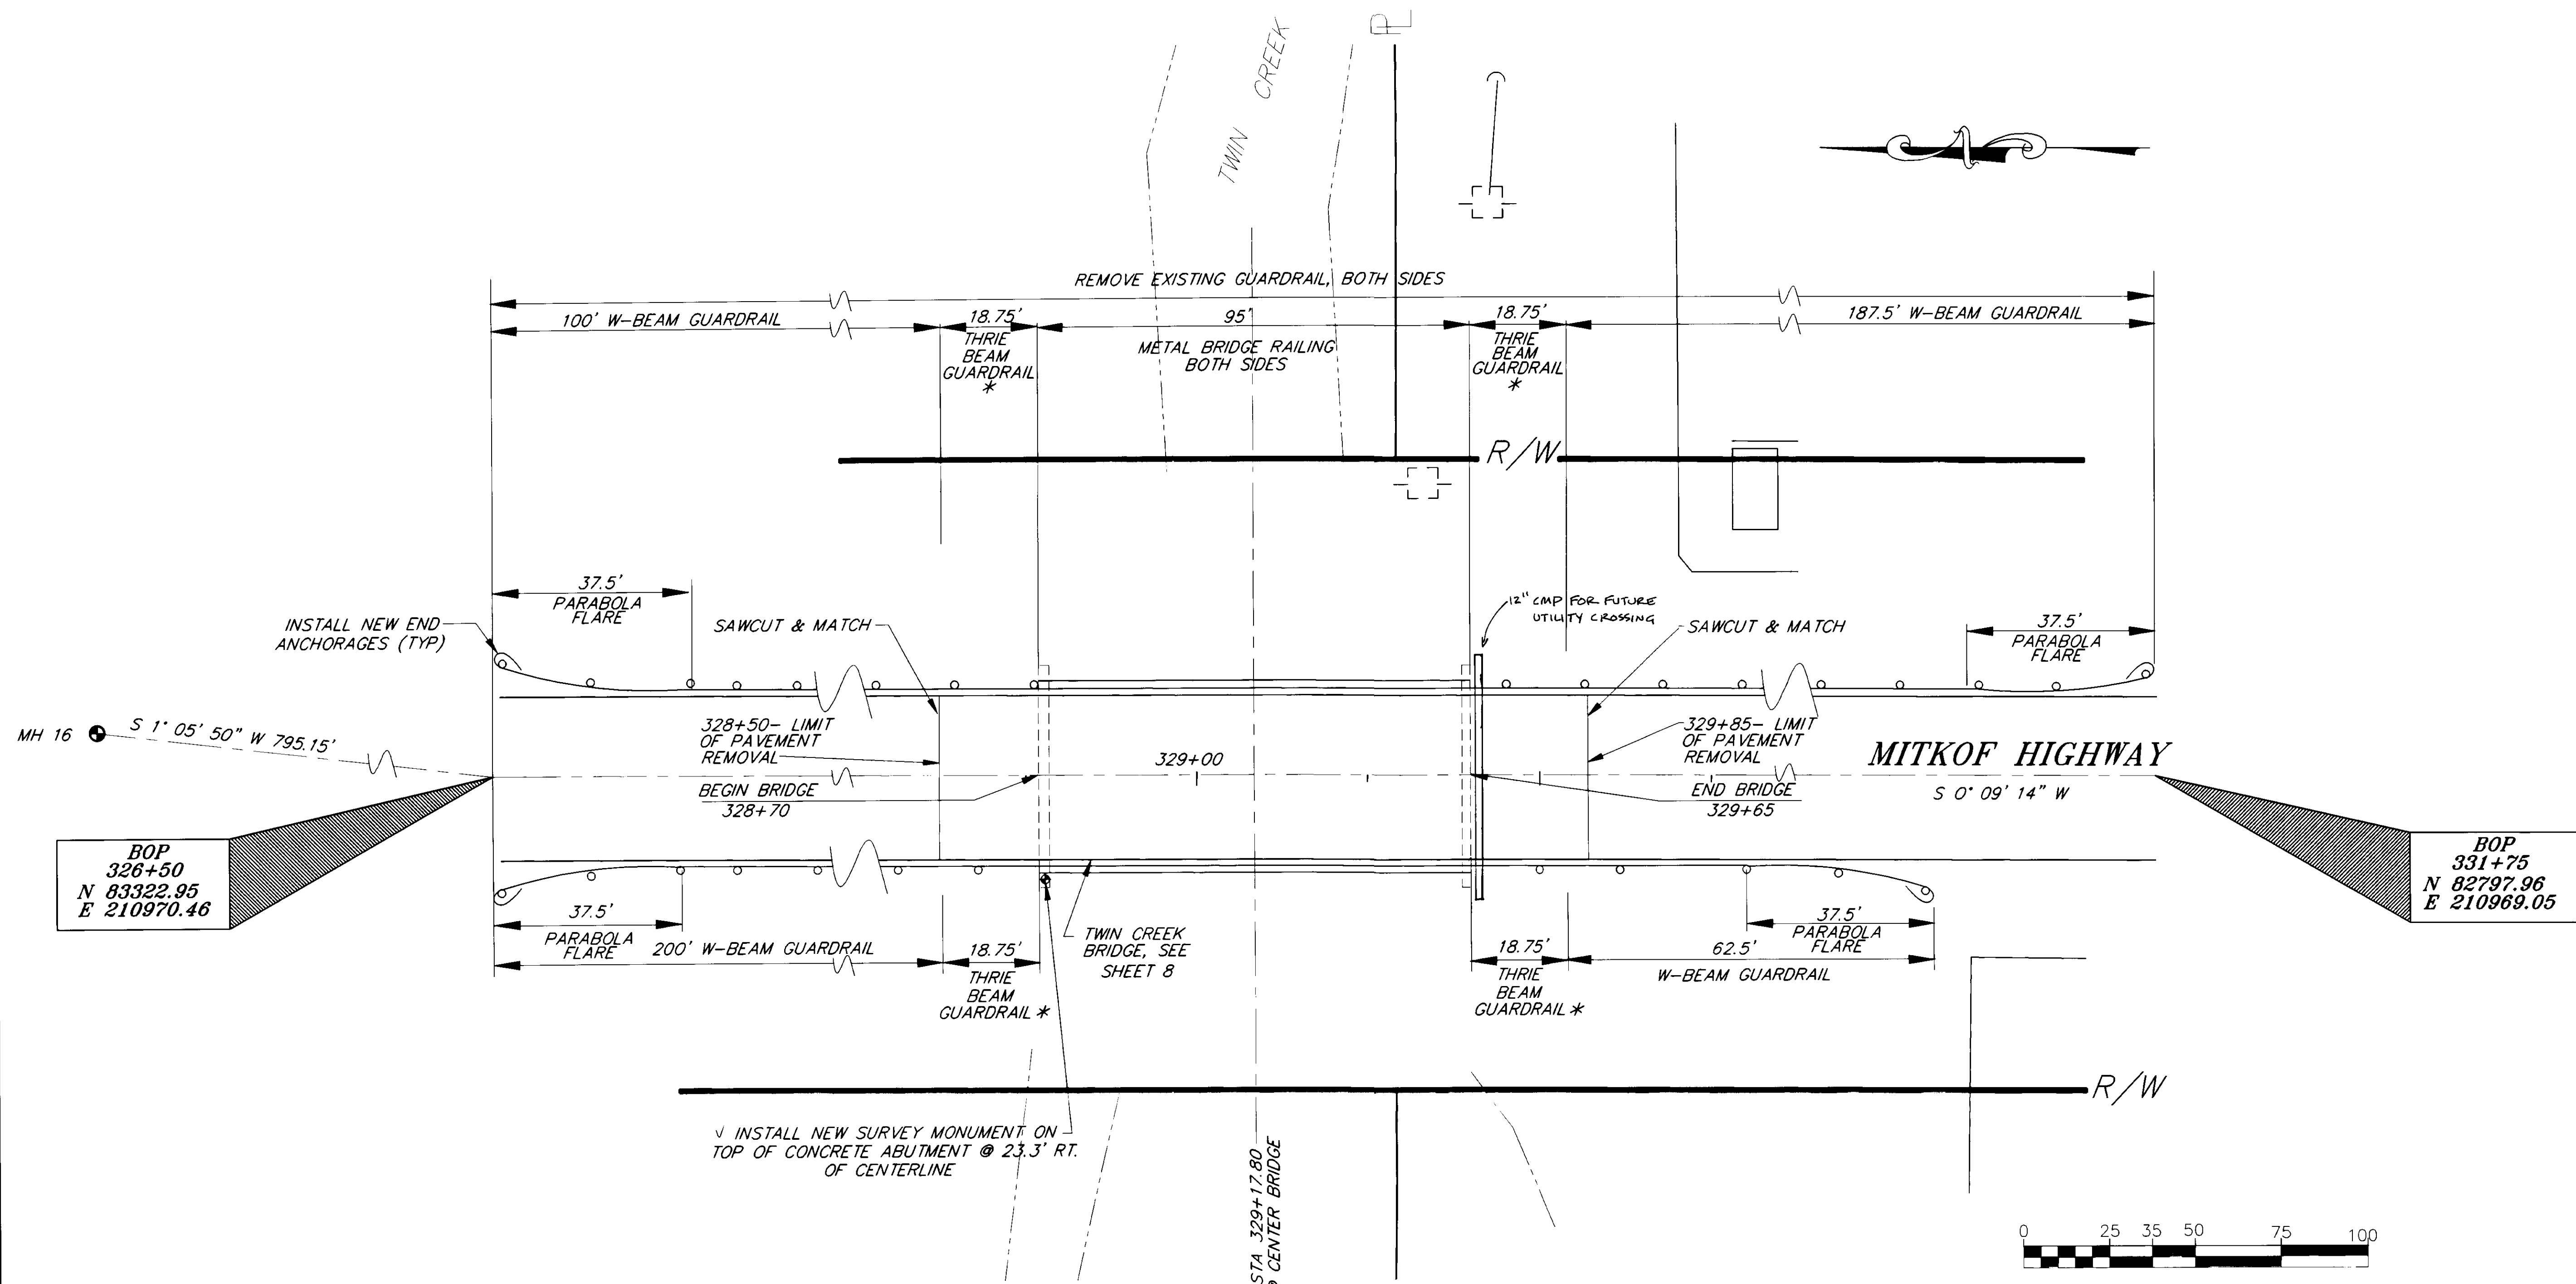 TWIN CREEK
PL
N
REMOVE EXISTING GUARDRAIL, BOTH SIDES
100' W-BEAM GUARDRAIL
18.75'
THRIE
BEAM
GUARDRAIL
*
95'
METAL BRIDGE RAILING
BOTH SIDES
18.75'
THRIE
BEAM
GUARDRAIL
*
187.5' W-BEAM GUARDRAIL
R/W
37.5'
PARABOLA
FLARE
INSTALL NEW END
ANCHORAGES (TYP)
SAWCUT & MATCH
12" CMP FOR FUTURE
UTILITY CROSSING
SAWCUT & MATCH
37.5'
PARABOLA
FLARE
MH 16
S 1° 05' 50" W 795.15'
328+50- LIMIT
OF PAVEMENT
REMOVAL
329+00
329+85- LIMIT
OF PAVEMENT
REMOVAL
MITKOF HIGHWAY
S 0° 09' 14" W
BEGIN BRIDGE
328+70
END BRIDGE
329+65
BOP
326+50
N 83322.95
E 210970.46
BOP
331+75
N 82797.96
E 210969.05
37.5'
PARABOLA
FLARE
200' W-BEAM GUARDRAIL
18.75'
THRIE
BEAM
GUARDRAIL *
TWIN CREEK
BRIDGE, SEE
SHEET 8
18.75'
THRIE
BEAM
GUARDRAIL *
37.5'
PARABOLA
FLARE
62.5'
W-BEAM GUARDRAIL
R/W
√ INSTALL NEW SURVEY MONUMENT ON
TOP OF CONCRETE ABUTMENT @ 23.3' RT.
OF CENTERLINE
STA 329+17.80
@ CENTER BRIDGE
0 25 35 50 75 100